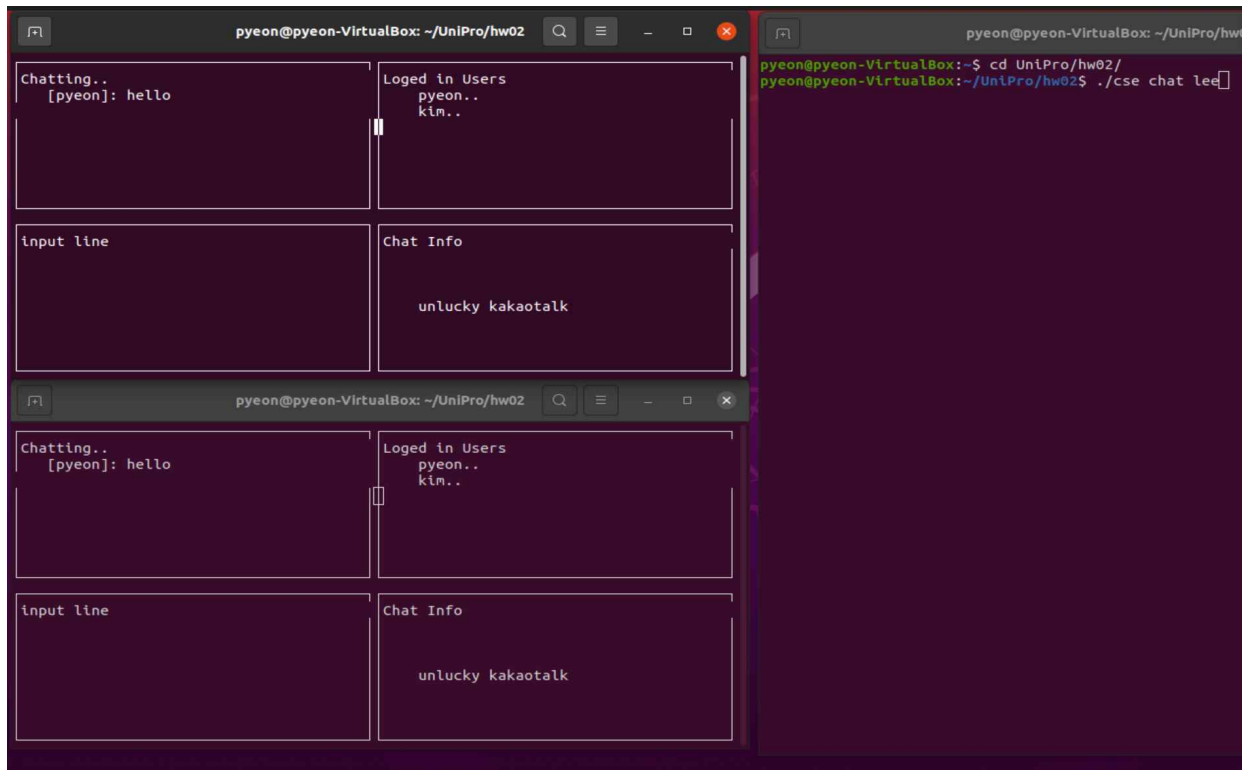 pyeon@pyeon-VirtualBox: ~/UniPro/hw02
Chatting..
[pyeon]: hello
Loged in Users
pyeon..
kim..
input line
Chat Info
unlucky kakaotalk
pyeon@pyeon-VirtualBox: ~/UniPro/hw02
Chatting..
[pyeon]: hello
Loged in Users
pyeon..
kim..
input line
Chat Info
unlucky kakaotalk
pyeon@pyeon-VirtualBox: ~/UniPro/hw
pyeon@pyeon-VirtualBox:~$ cd UniPro/hw02/
pyeon@pyeon-VirtualBox:~/UniPro/hw02$ ./cse chat lee